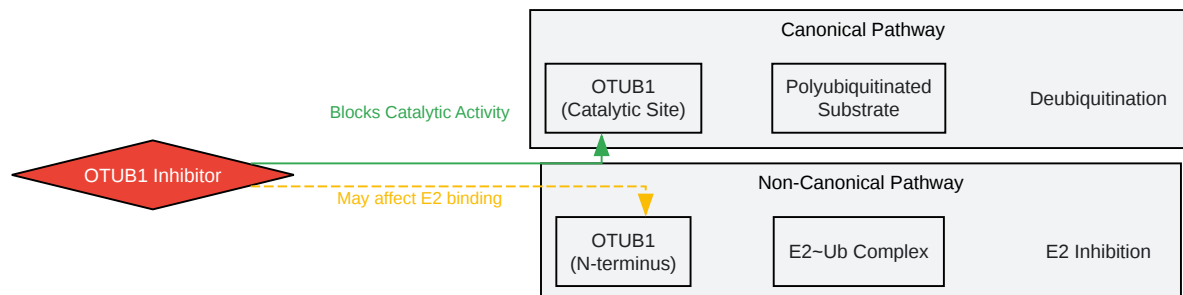 Canonical Pathway
OTUB1
(Catalytic Site)
Polyubiquitinated
Substrate
Deubiquitination
Blocks Catalytic Activity
OTUB1 Inhibitor
May affect E2 binding
Non-Canonical Pathway
OTUB1
(N-terminus)
E2~Ub Complex
E2 Inhibition